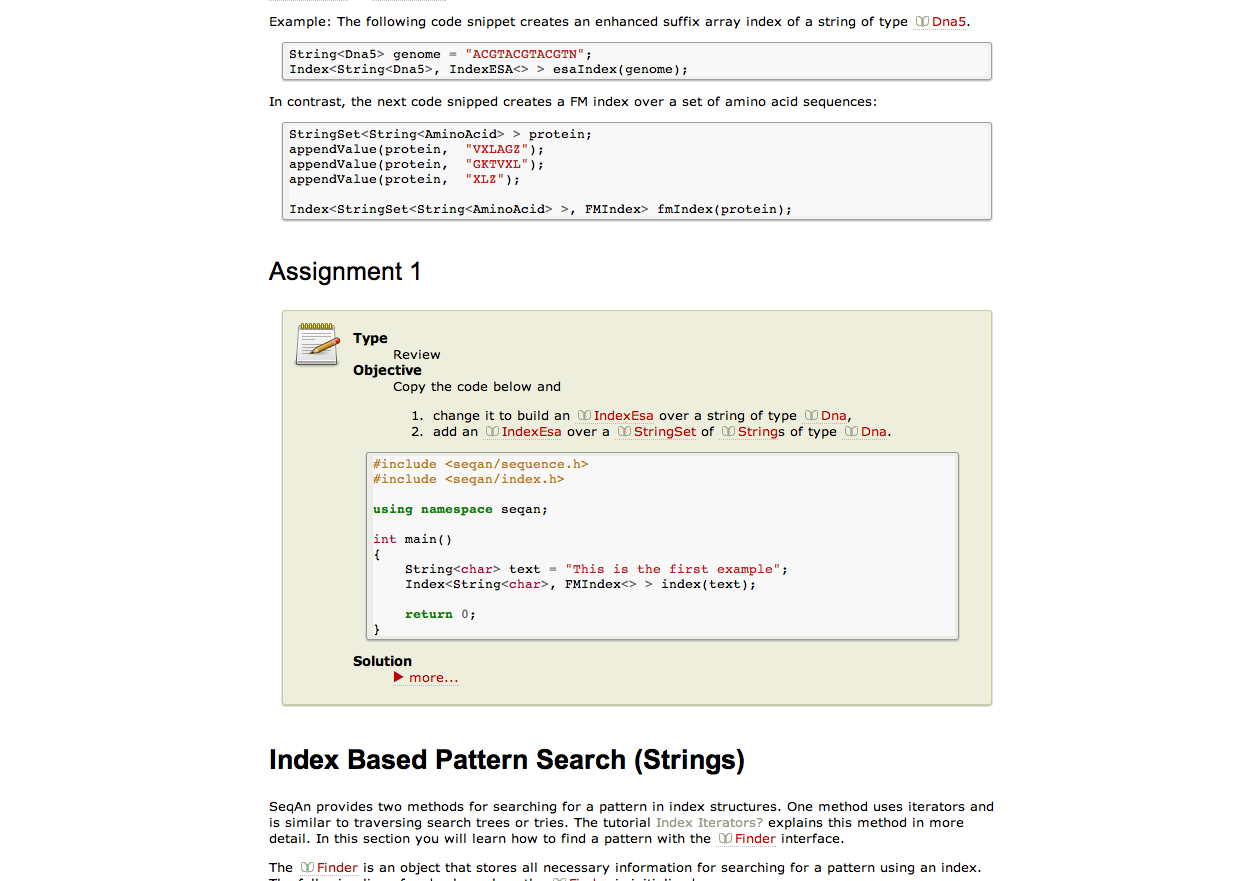 Example: The following code snippet creates an enhanced suffix array index of a string of type Dna5.
String<Dna5> genome = "ACGTACGTACGTN";
Index<String<Dna5>, IndexESA<> > esaIndex(genome);
In contrast, the next code snipped creates a FM index over a set of amino acid sequences:
StringSet<String<AminoAcid> > protein;
appendValue(protein,  "VXLAGZ");
appendValue(protein,  "GKTVXL");
appendValue(protein,  "XLZ");
Index<StringSet<String<AminoAcid> >, FMIndex> fmIndex(protein);
Assignment 1
Type
Review
Objective
Copy the code below and
1. change it to build an IndexEsa over a string of type Dna,
2. add an IndexEsa over a StringSet of Strings of type Dna.
#include <seqan/sequence.h>
#include <seqan/index.h>
using namespace seqan;
int main()
{
    String<char> text = "This is the first example";
    Index<String<char>, FMIndex<> > index(text);
    return 0;
}
Solution
more...
Index Based Pattern Search (Strings)
SeqAn provides two methods for searching for a pattern in index structures. One method uses iterators and
is similar to traversing search trees or tries. The tutorial Index Iterators? explains this method in more
detail. In this section you will learn how to find a pattern with the Finder interface.
The Finder is an object that stores all necessary information for searching for a pattern using an index.